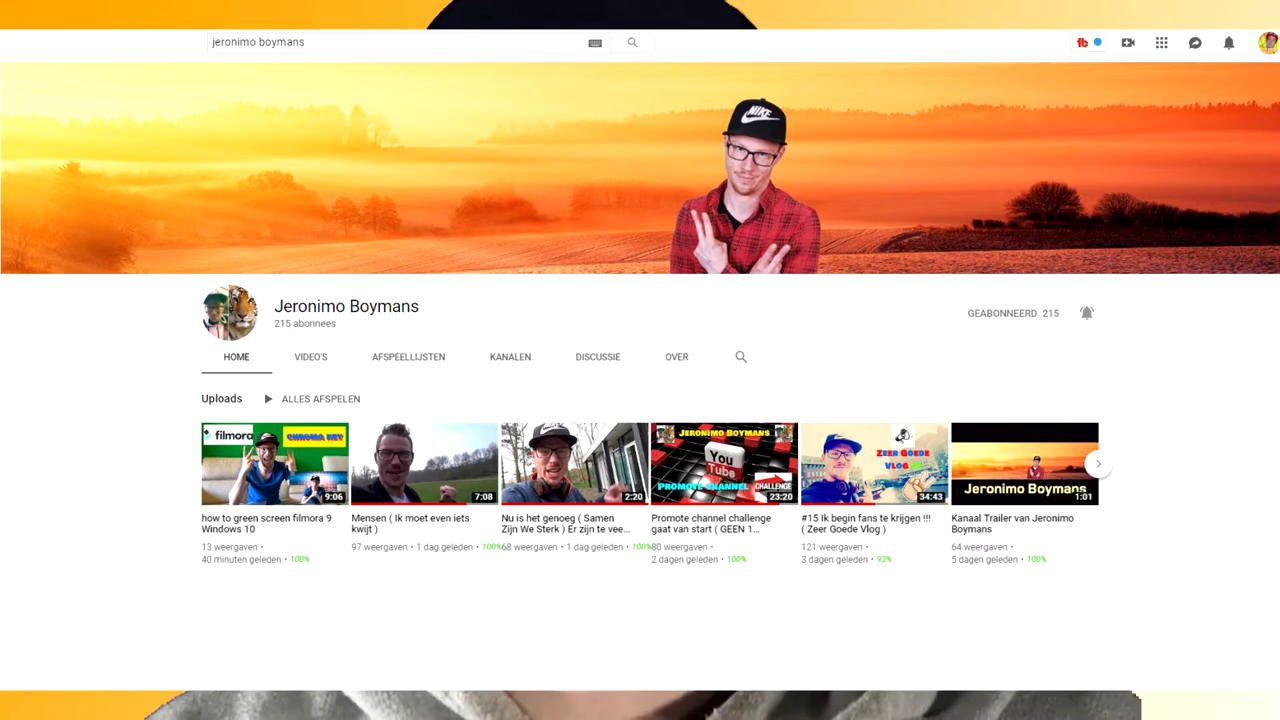 jeronimo boymans
tb
NIKE
Jeronimo Boymans
215 abonnees
GEABONNEERD 215
HOME VIDEO'S AFSPEELLIJSTEN KANALEN DISCUSSIE OVER
Uploads ALLES AFSPELEN
filmora
CHROMA KEY
9:06
how to green screen filmora 9
Windows 10
13 weergaven •
40 minuten geleden • 100%
7:08
Mensen ( Ik moet even iets
kwijt )
97 weergaven • 1 dag geleden • 100%
2:20
Nu is het genoeg ( Samen
Zijn We Sterk ) Er zijn te vee...
68 weergaven • 1 dag geleden • 100%
Jeronimo Boymans
You
Tube
Promote Channel
CHALLENGE
23:20
Promote channel challenge
gaat van start ( GEEN 1...
80 weergaven •
2 dagen geleden • 100%
Zeer Goede
Vlog
34:43
#15 Ik begin fans te krijgen !!!
( Zeer Goede Vlog )
121 weergaven •
3 dagen geleden • 93%
Jeronimo Boymans
1:01
Kanaal Trailer van Jeronimo
Boymans
64 weergaven •
5 dagen geleden • 100%